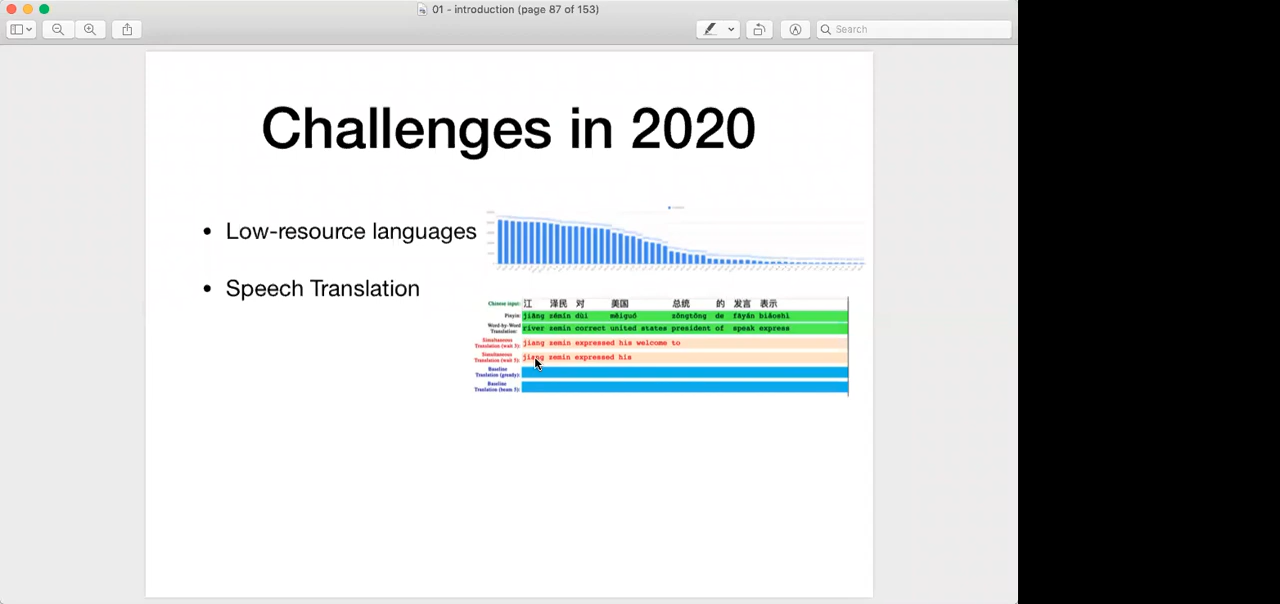 01 - introduction (page 87 of 153)
Search
Challenges in 2020
• Low-resource languages
• Speech Translation
Chinese input: 江 泽民 对 美国 总统 的 发言 表示
Pinyin: jiāng zémín duì měiguó zǒngtǒng de fāyán biǎoshì
Word-by-Word Translation: river zemin correct united states president of speak express
Simultaneous Translation (wait 3): jiang zemin expressed his welcome to
Simultaneous Translation (wait 5): jiang zemin expressed his
Baseline Translation (greedy):
Baseline Translation (beam 5):